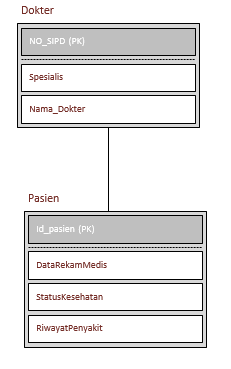 Dokter
NO_SIPD (PK)
Spesialis
Nama_Dokter
Pasien
Id_pasien (PK)
DataRekamMedis
StatusKesehatan
RiwayatPenyakit